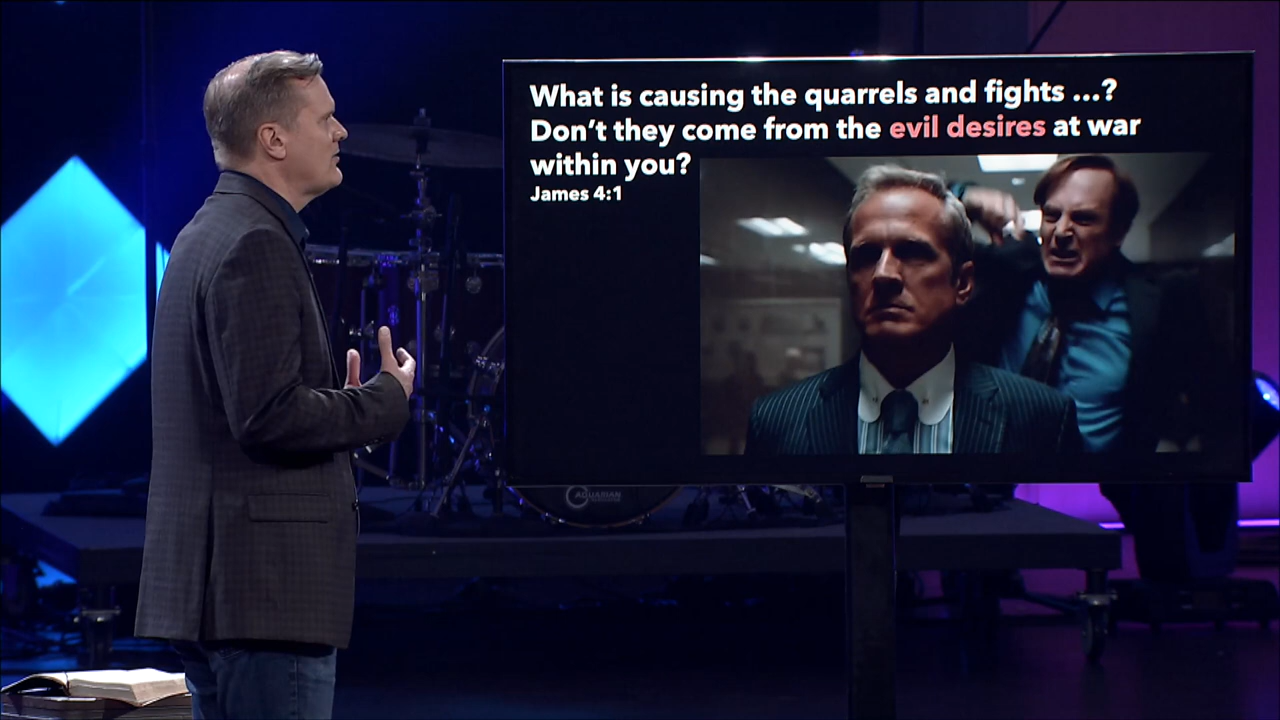 What is causing the quarrels and fights ...?
Don't they come from the evil desires at war
within you?
James 4:1
AQUARIAN